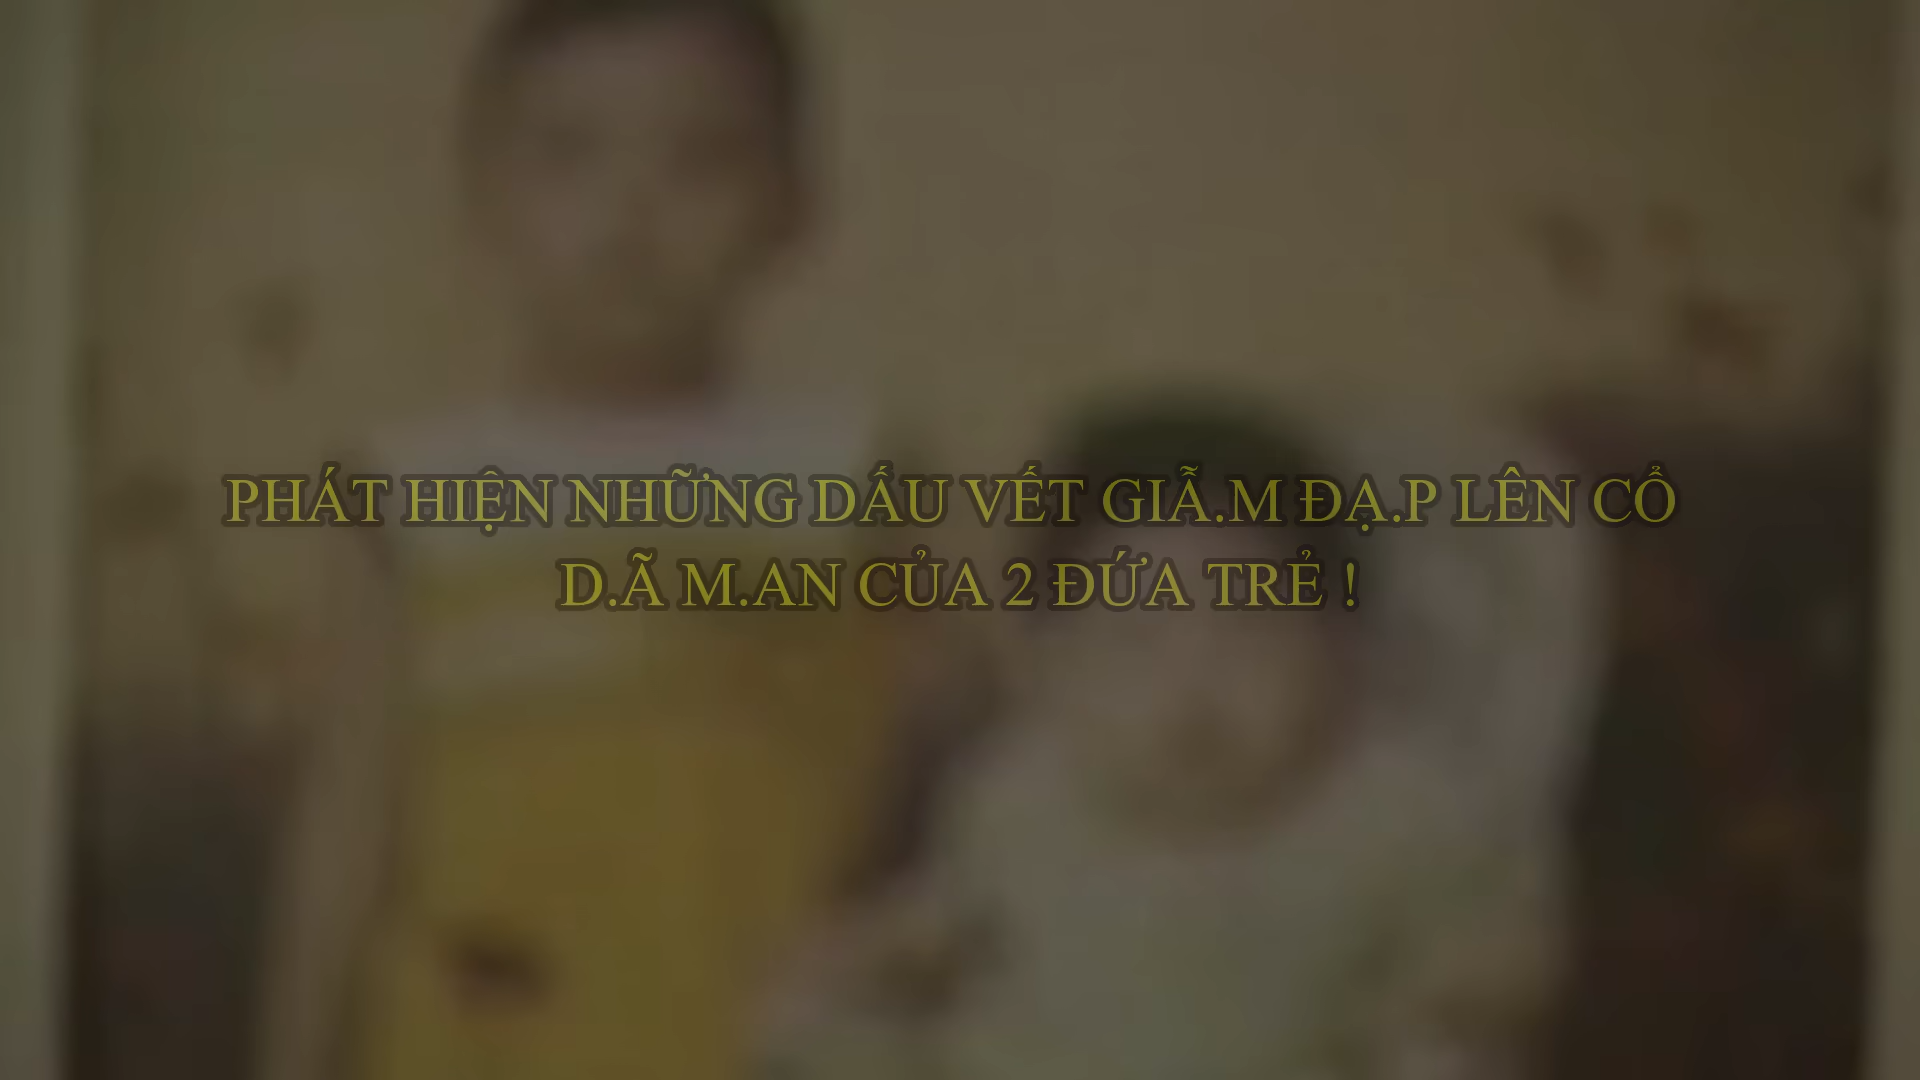 PHÁT HIỆN NHỮNG DẤU VẾT GIẪ.M ĐẠ.P LÊN CỔ
D.Ã M.AN CỦA 2 ĐỨA TRẺ !